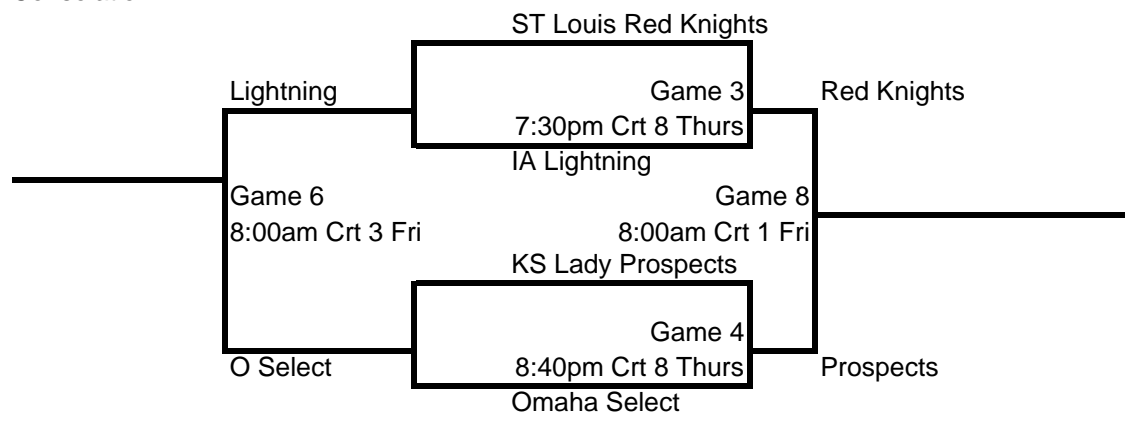 ST Louis Red Knights
Lightning
Game 3
Red Knights
7:30pm Crt 8 Thurs
IA Lightning
Game 6
Game 8
8:00am Crt 3 Fri
8:00am Crt 1 Fri
KS Lady Prospects
Game 4
O Select
8:40pm Crt 8 Thurs
Prospects
Omaha Select